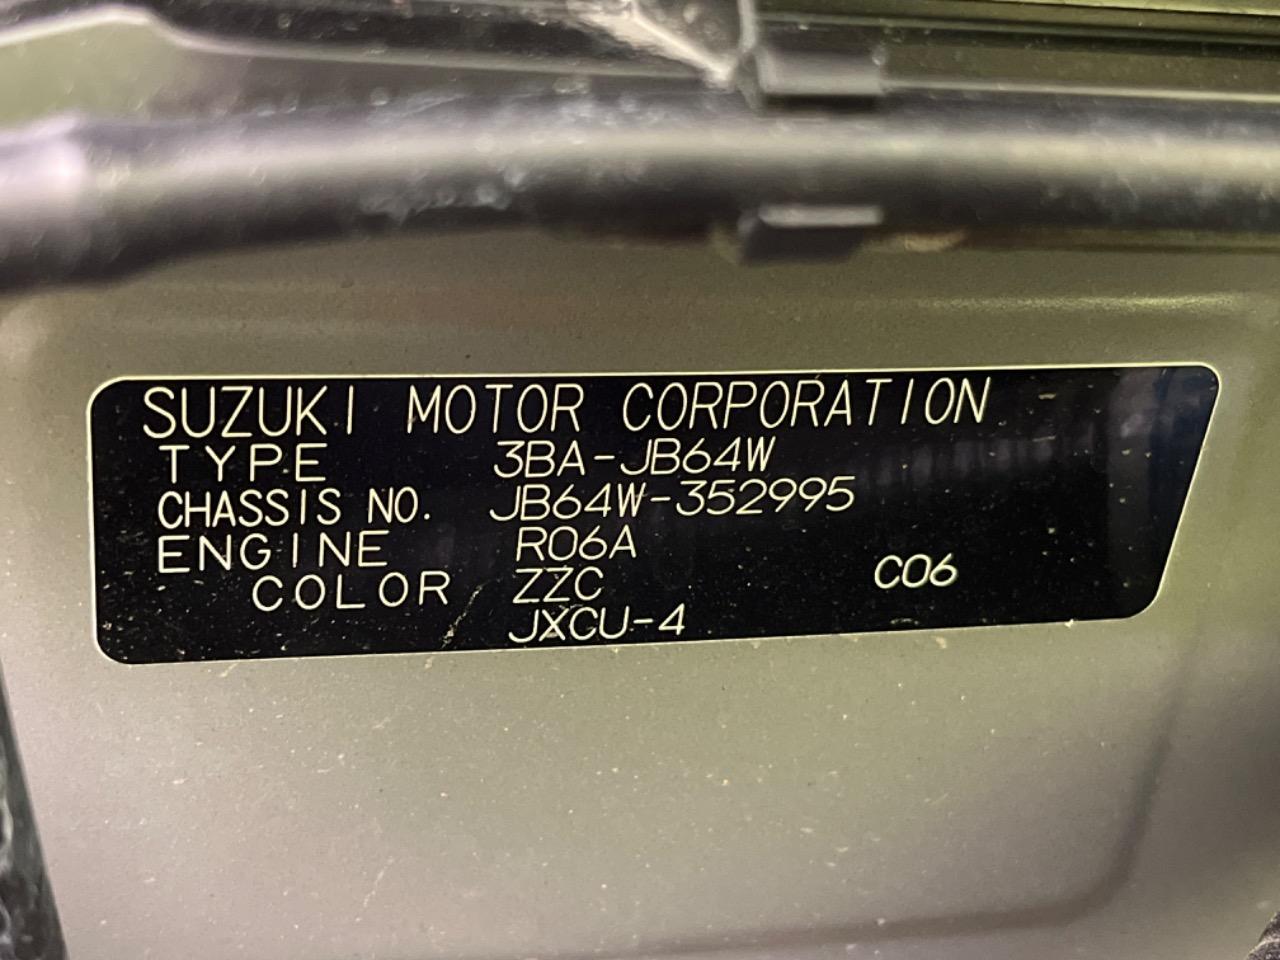 SUZUKI MOTOR CORPORATION
TYPE 3BA-JB64W
CHASSIS NO. JB64W-352995
ENGINE R06A
COLOR ZZC C06
JXCU-4